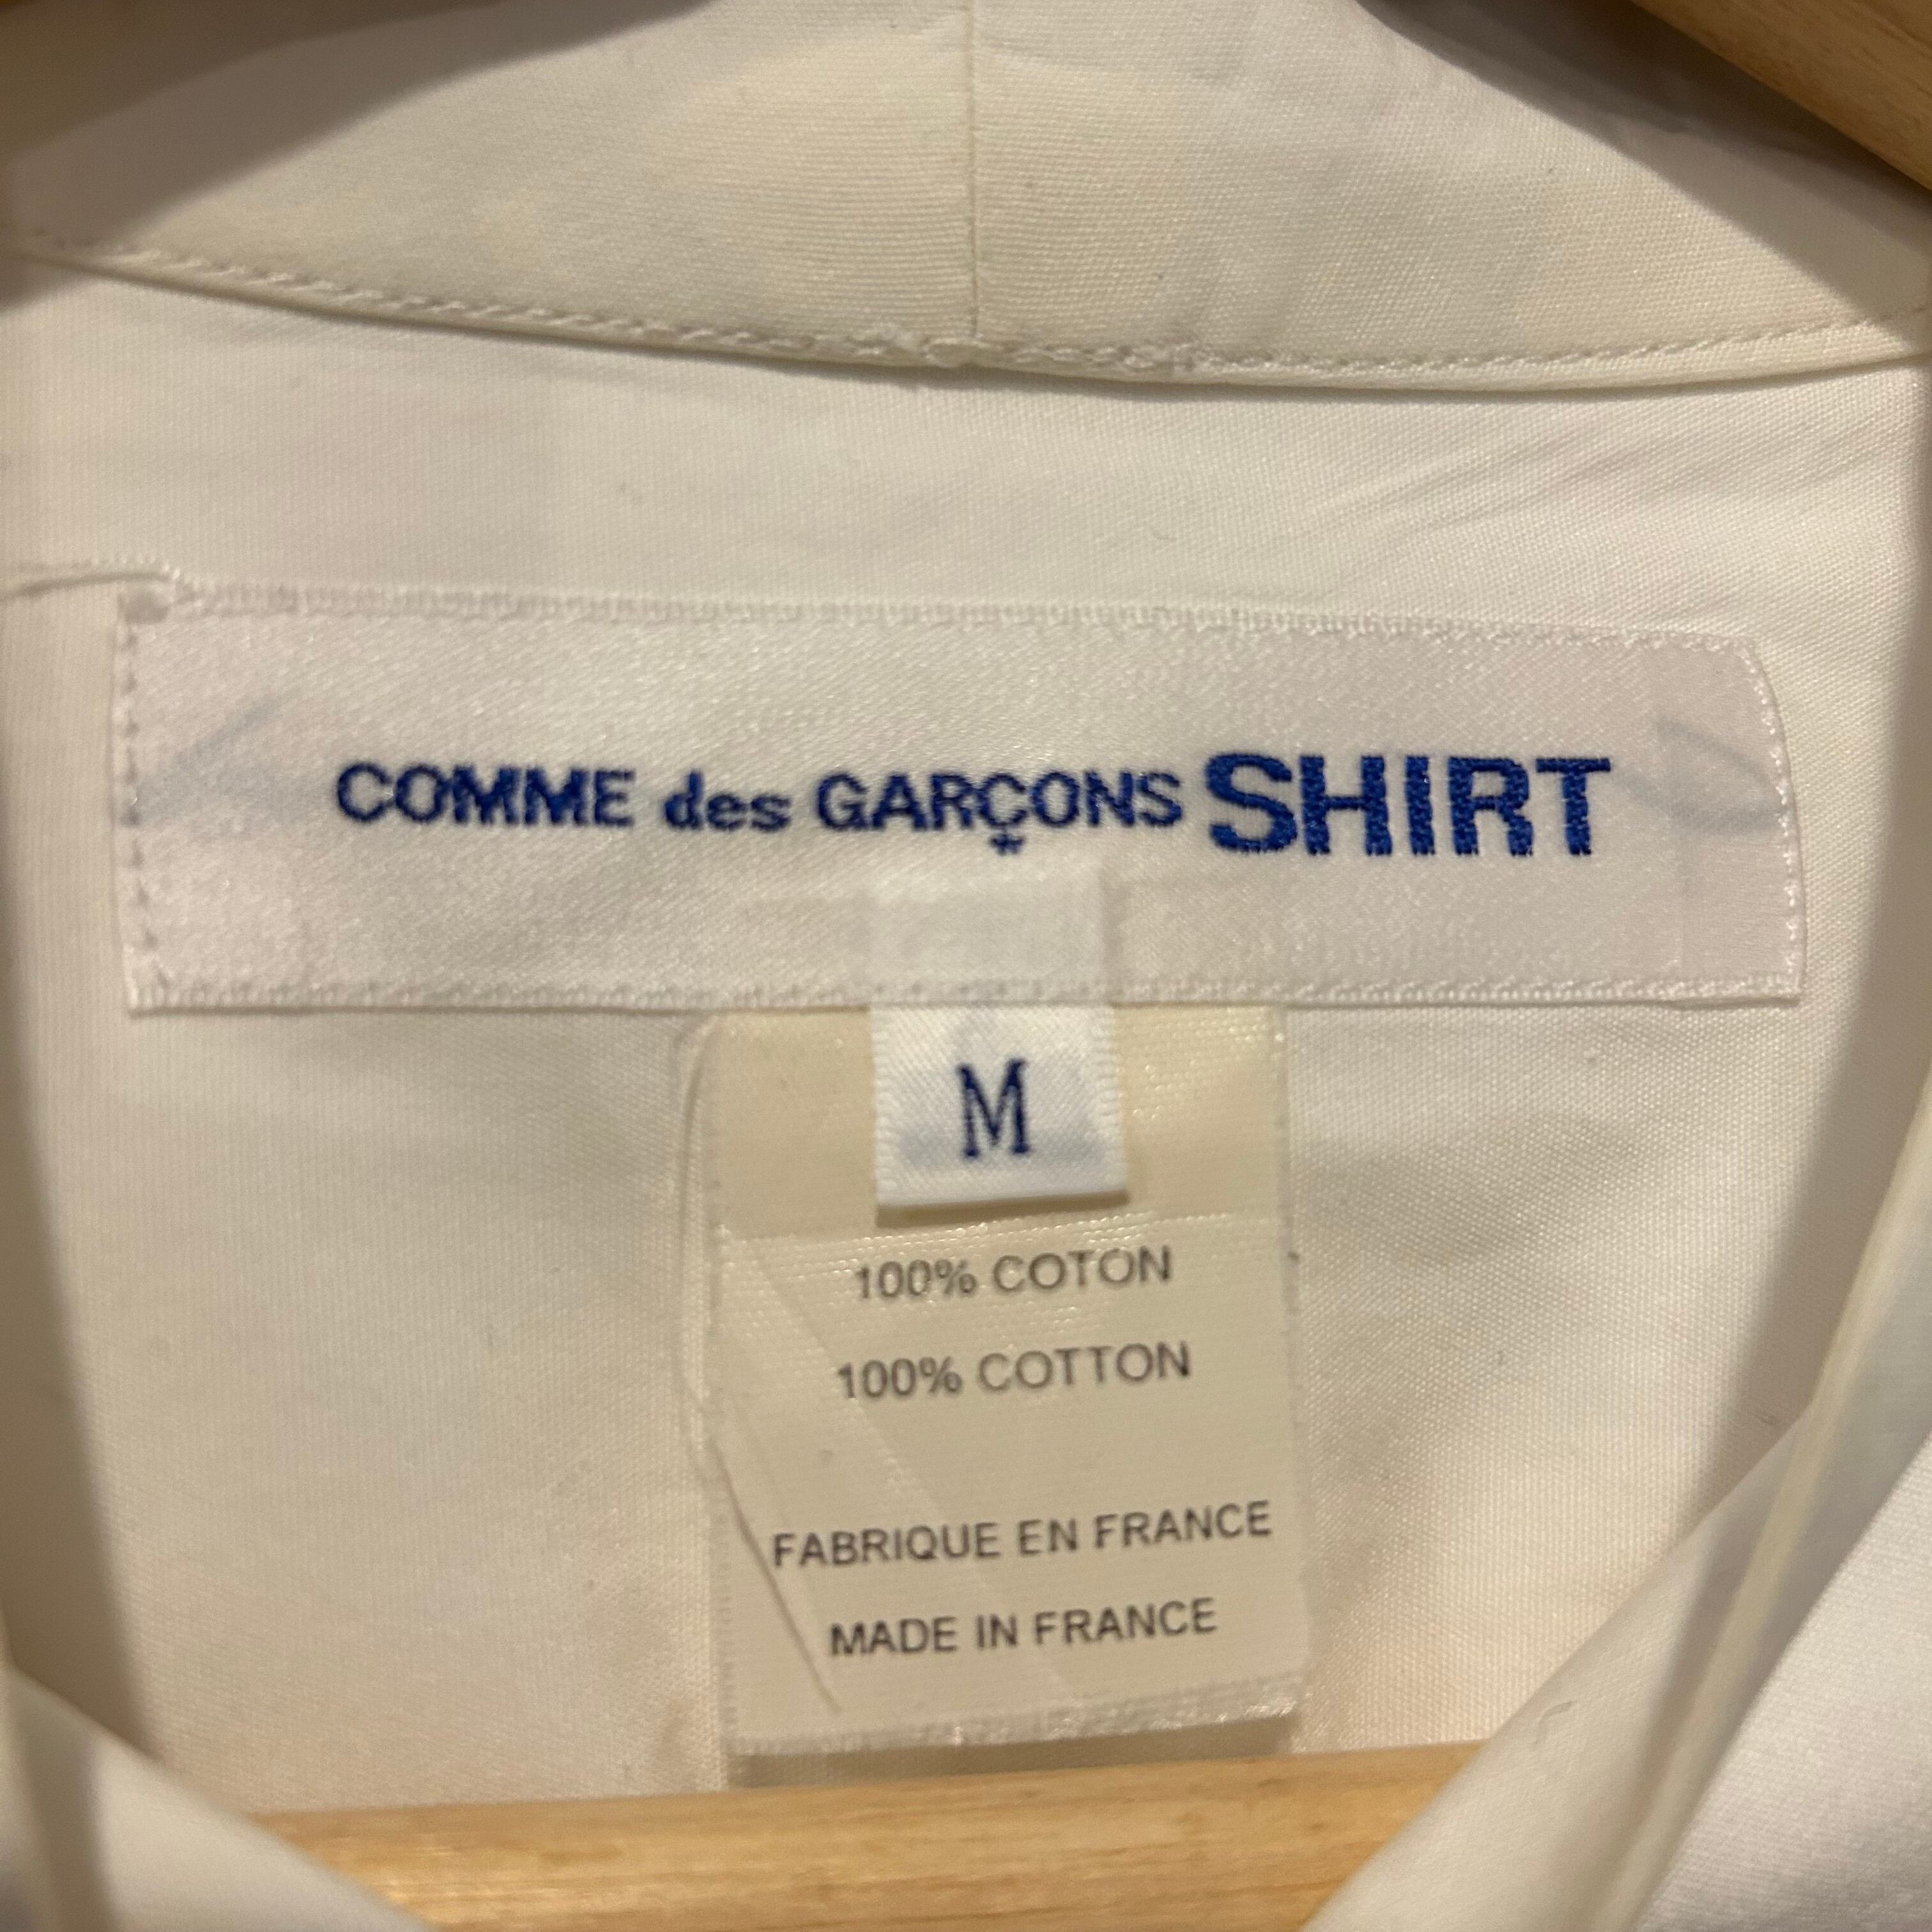 COMME des GARÇONS SHIRT
M
100% COTON
100% COTTON
FABRIQUE EN FRANCE
MADE IN FRANCE